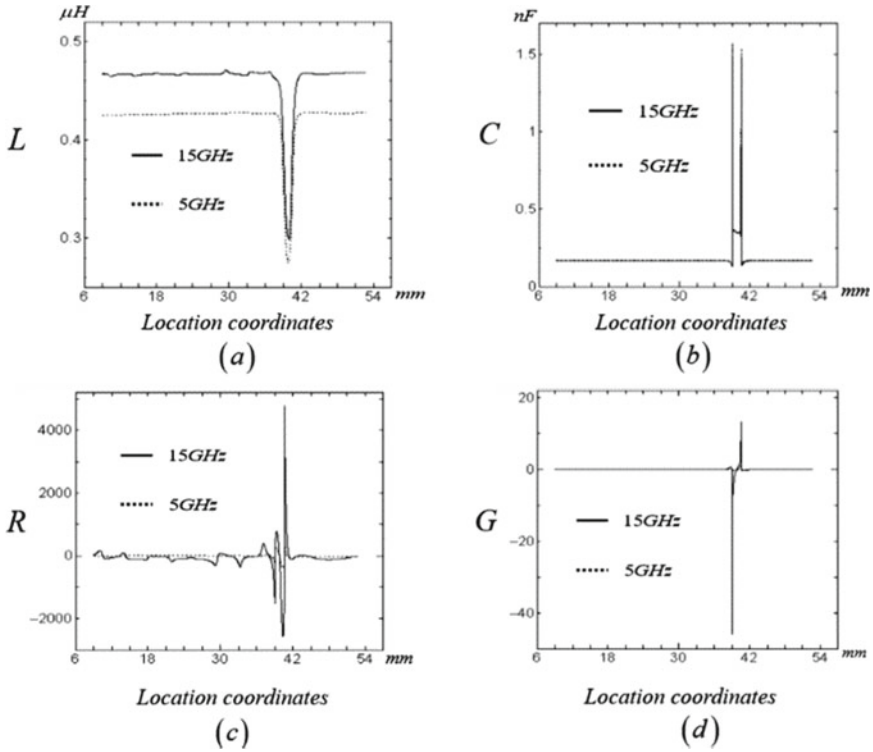 μH
0.5
0.4
0.3
L
15GHz
5GHz
6 18 30 42 54 mm
Location coordinates
(a)
nF
1.5
1
0.5
0
C
15GHz
5GHz
6 18 30 42 54 mm
Location coordinates
(b)
4000
2000
0
−2000
R
15GHz
5GHz
6 18 30 42 54 mm
Location coordinates
(c)
20
0
−20
−40
G
15GHz
5GHz
6 18 30 42 54 mm
Location coordinates
(d)